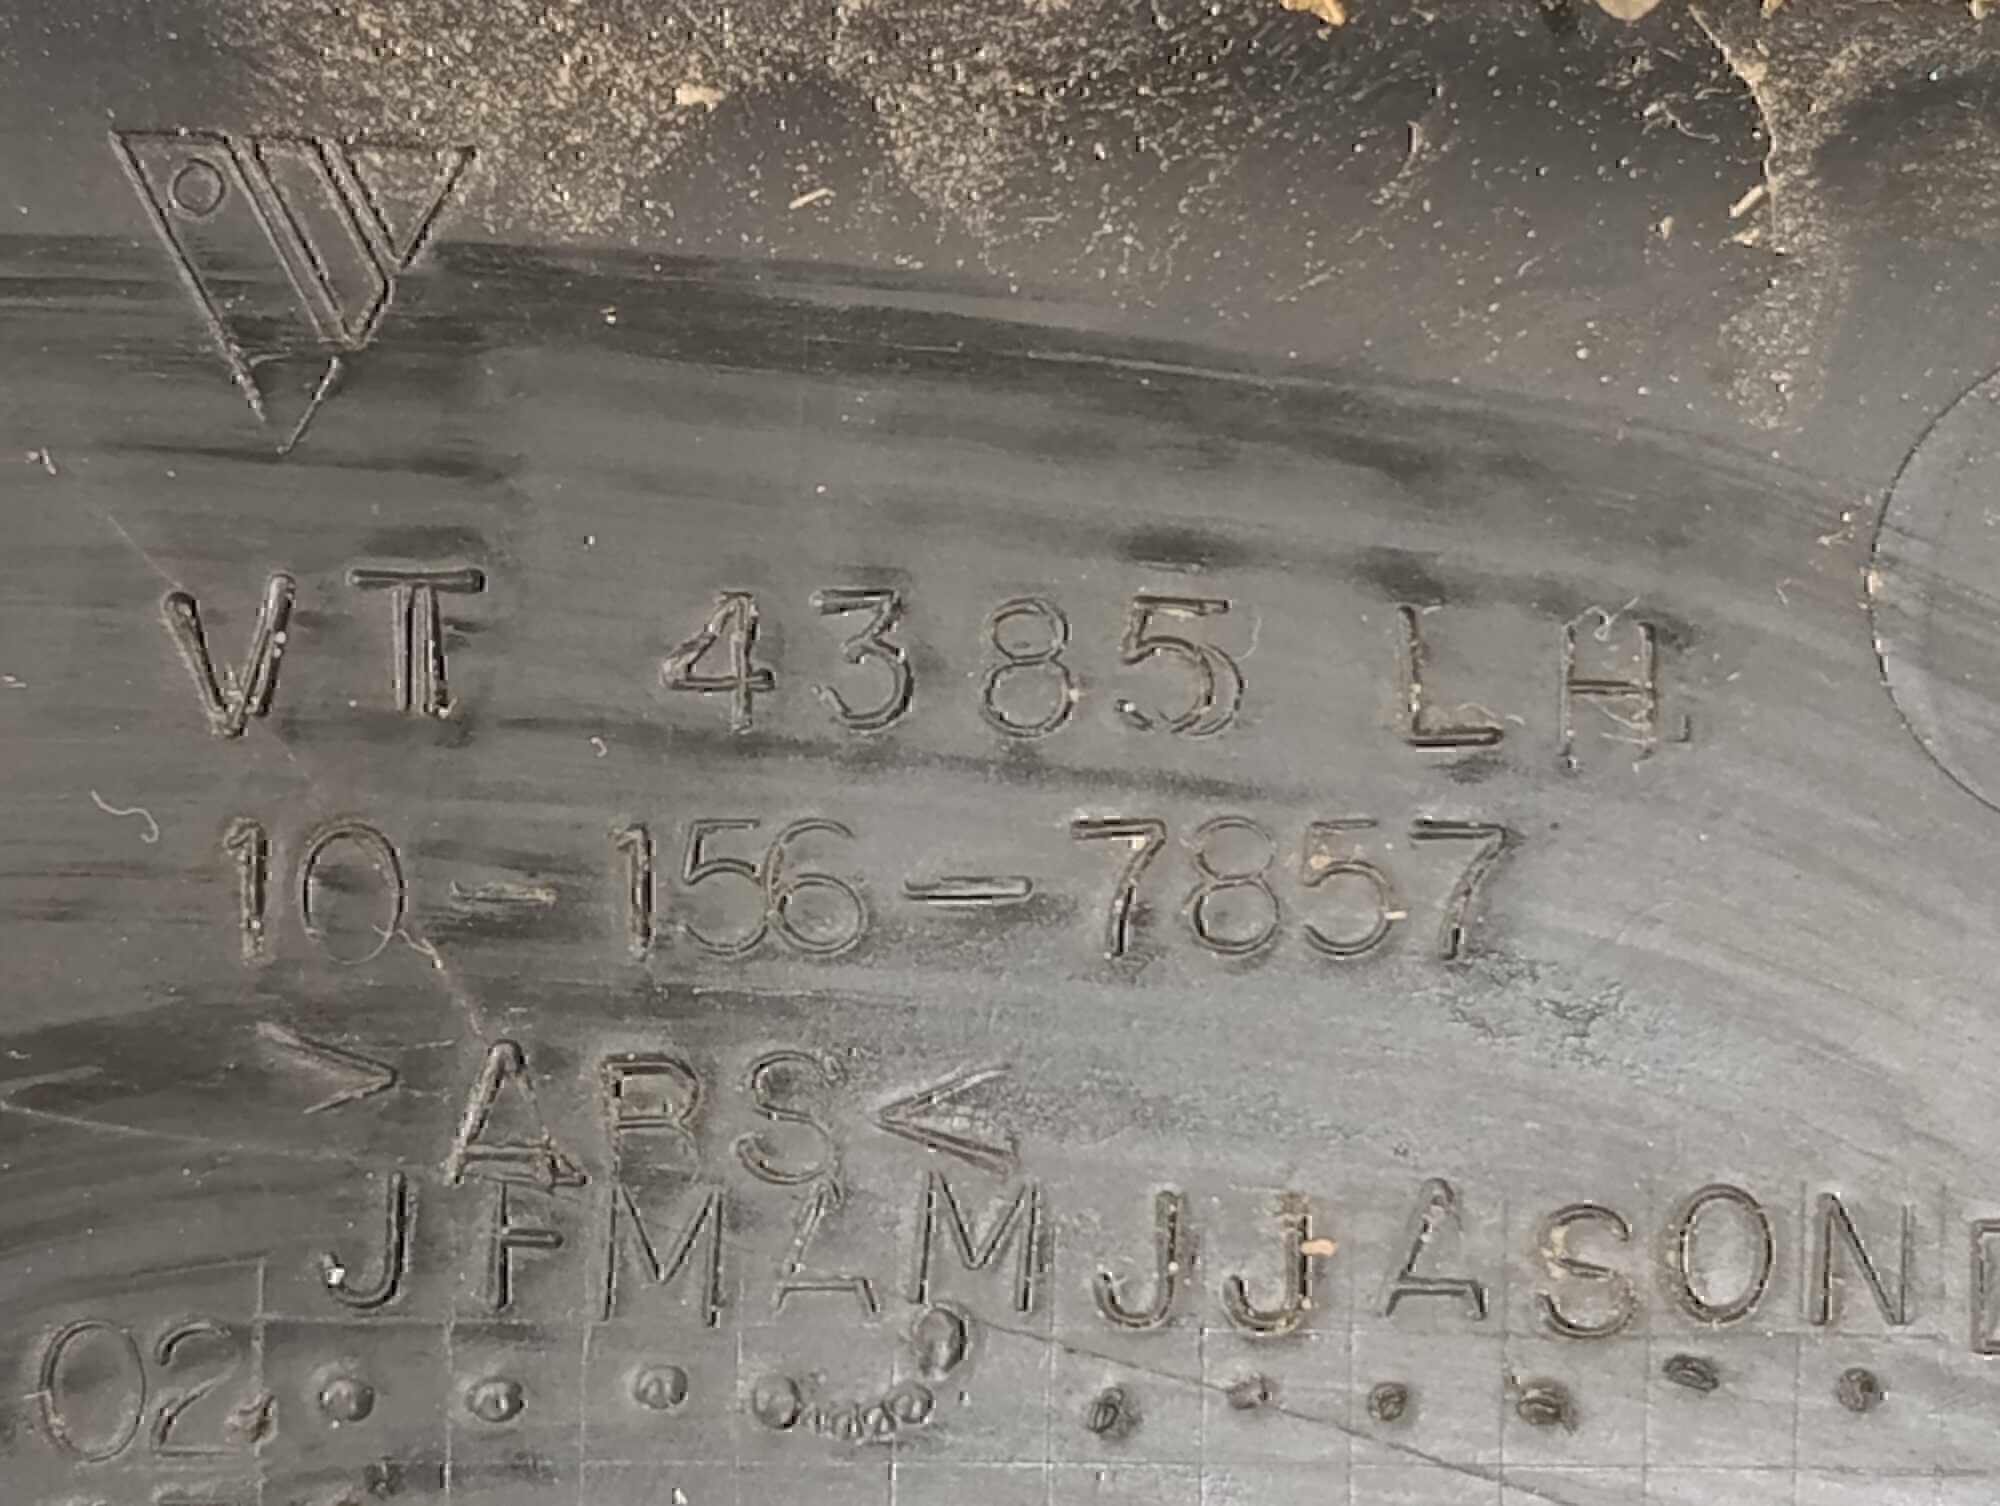 VT 4385 LH
10-156-7857
>ABS<
JFMAMJJASON
02